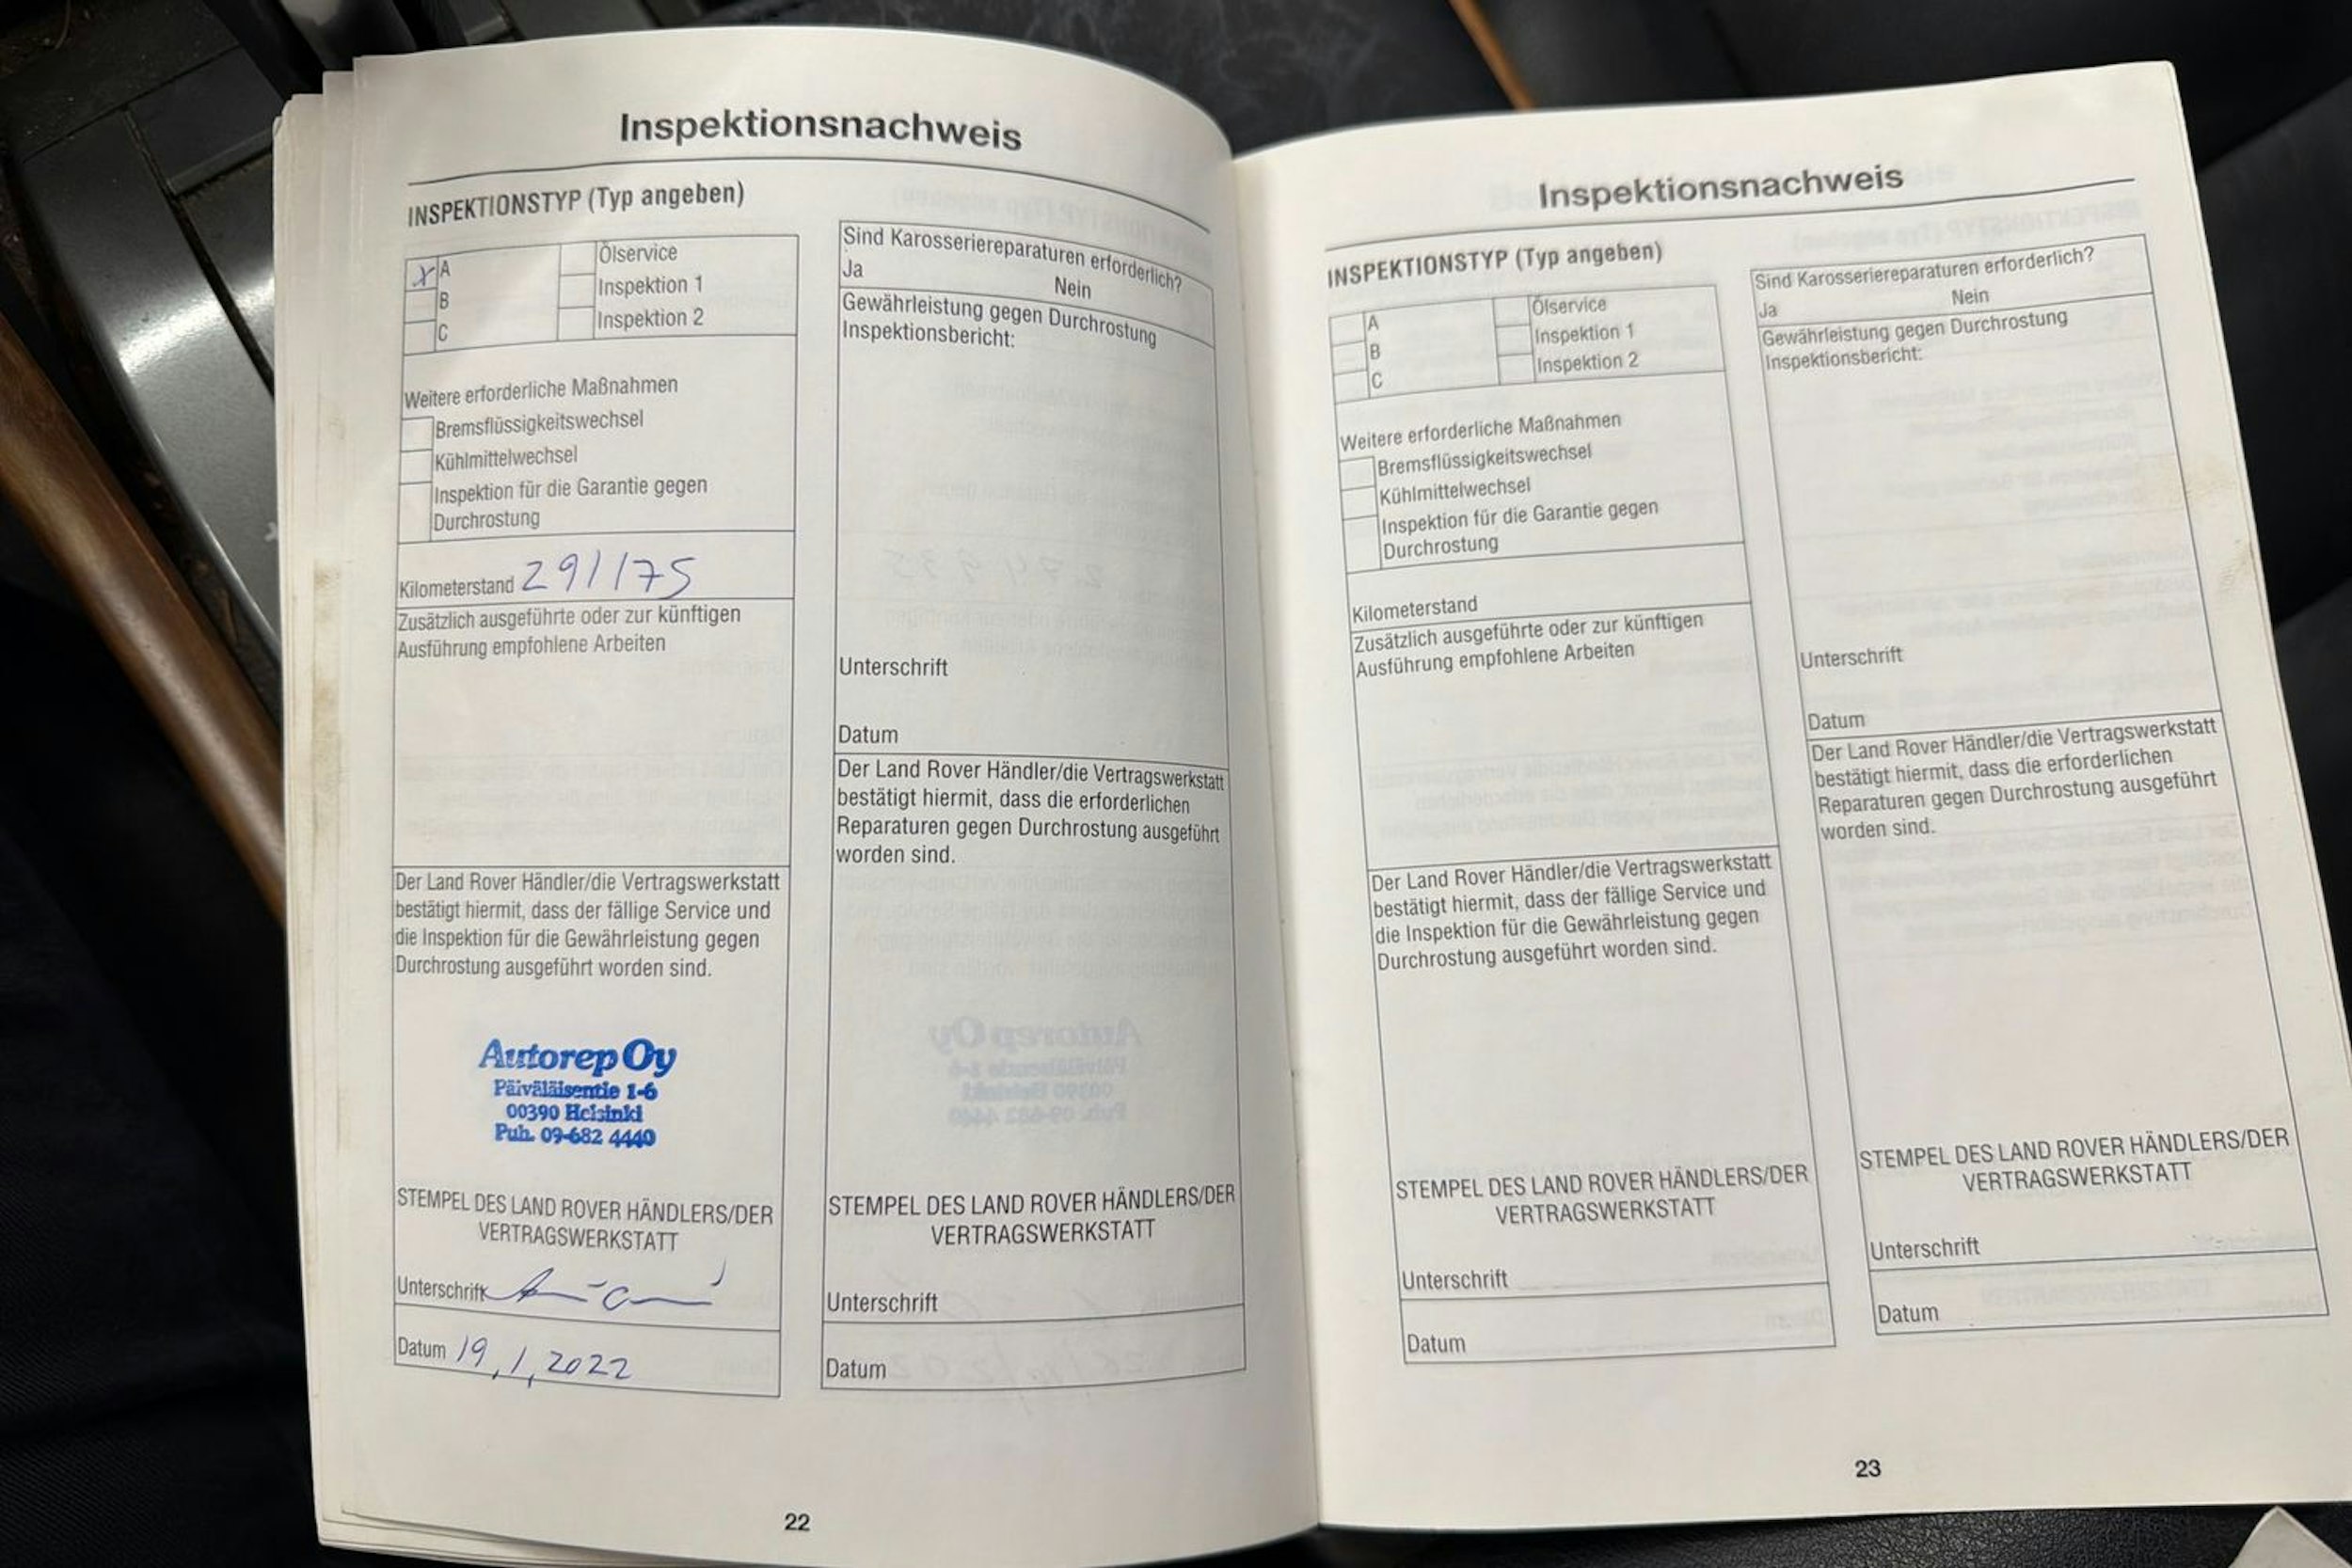 Inspektionsnachweis
INSPEKTIONSTYP (Typ angeben)
X A
B
C
Ölservice
Inspektion 1
Inspektion 2
Weitere erforderliche Maßnahmen
Bremsflüssigkeitswechsel
Kühlmittelwechsel
Inspektion für die Garantie gegen
Durchrostung
Kilometerstand 291175
Zusätzlich ausgeführte oder zur künftigen
Ausführung empfohlene Arbeiten
Der Land Rover Händler/die Vertragswerkstatt
bestätigt hiermit, dass der fällige Service und
die Inspektion für die Gewährleistung gegen
Durchrostung ausgeführt worden sind.
Autorep Oy
Päiväläisentie 1-6
00390 Helsinki
Puh. 09-682 4440
STEMPEL DES LAND ROVER HÄNDLERS/DER
VERTRAGSWERKSTATT
Unterschrift
Datum 19,1,2022
Sind Karosseriereparaturen erforderlich?
Ja Nein
Gewährleistung gegen Durchrostung
Inspektionsbericht:
Unterschrift
Datum
Der Land Rover Händler/die Vertragswerkstatt
bestätigt hiermit, dass die erforderlichen
Reparaturen gegen Durchrostung ausgeführt
worden sind.
STEMPEL DES LAND ROVER HÄNDLERS/DER
VERTRAGSWERKSTATT
Unterschrift
Datum
22
Inspektionsnachweis
INSPEKTIONSTYP (Typ angeben)
A
B
C
Ölservice
Inspektion 1
Inspektion 2
Weitere erforderliche Maßnahmen
Bremsflüssigkeitswechsel
Kühlmittelwechsel
Inspektion für die Garantie gegen
Durchrostung
Kilometerstand
Zusätzlich ausgeführte oder zur künftigen
Ausführung empfohlene Arbeiten
Der Land Rover Händler/die Vertragswerkstatt
bestätigt hiermit, dass der fällige Service und
die Inspektion für die Gewährleistung gegen
Durchrostung ausgeführt worden sind.
STEMPEL DES LAND ROVER HÄNDLERS/DER
VERTRAGSWERKSTATT
Unterschrift
Datum
Sind Karosseriereparaturen erforderlich?
Ja Nein
Gewährleistung gegen Durchrostung
Inspektionsbericht:
Unterschrift
Datum
Der Land Rover Händler/die Vertragswerkstatt
bestätigt hiermit, dass die erforderlichen
Reparaturen gegen Durchrostung ausgeführt
worden sind.
STEMPEL DES LAND ROVER HÄNDLERS/DER
VERTRAGSWERKSTATT
Unterschrift
Datum
23